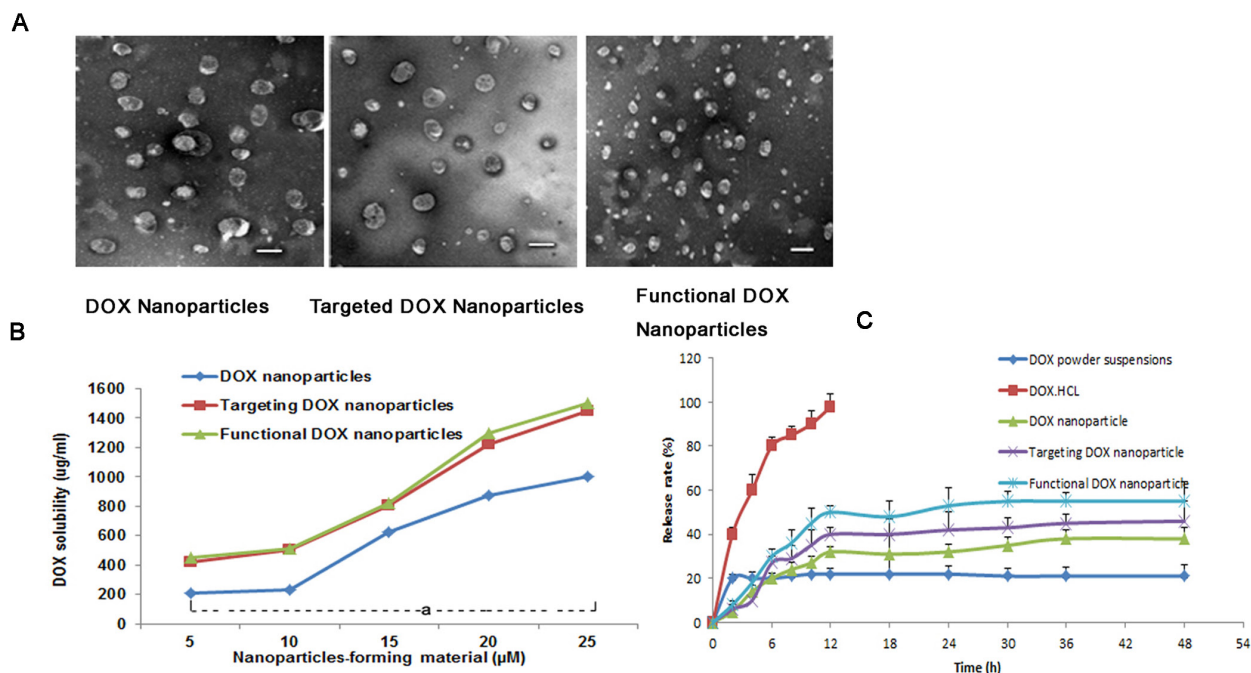 A
DOX Nanoparticles
Targeted DOX Nanoparticles
Functional DOX
Nanoparticles
B
DOX nanoparticles
Targeting DOX nanoparticles
Functional DOX nanoparticles
DOX solubility (ug/ml)
1600
1400
1200
1000
800
600
400
200
0
a
5 10 15 20 25
Nanoparticles-forming material (µM)
C
DOX powder suspensions
DOX.HCL
DOX nanoparticle
Targeting DOX nanoparticle
Functional DOX nanoparticle
Release rate (%)
120
100
80
60
40
20
0
0 6 12 18 24 30 36 42 48 54
Time (h)